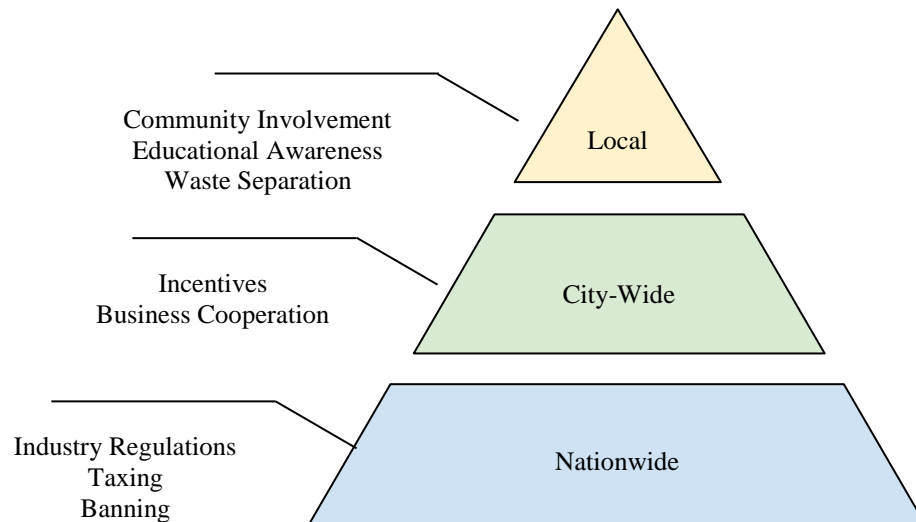 Community Involvement
Educational Awareness
Waste Separation
Local
Incentives
Business Cooperation
City-Wide
Industry Regulations
Taxing
Banning
Nationwide